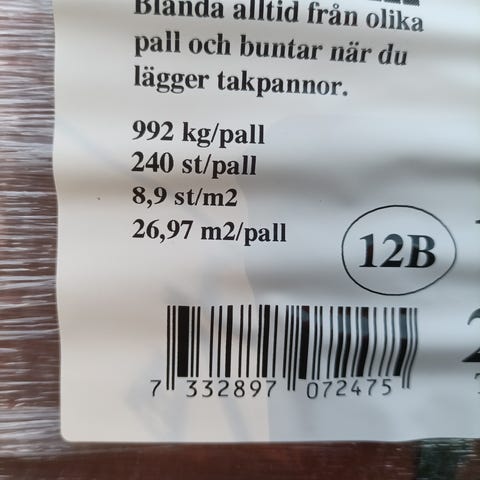 Blanda alltid från olika
pall och buntar när du
lägger takpannor.
992 kg/pall
240 st/pall
8,9 st/m2
26,97 m2/pall
12B
7 332897 072475